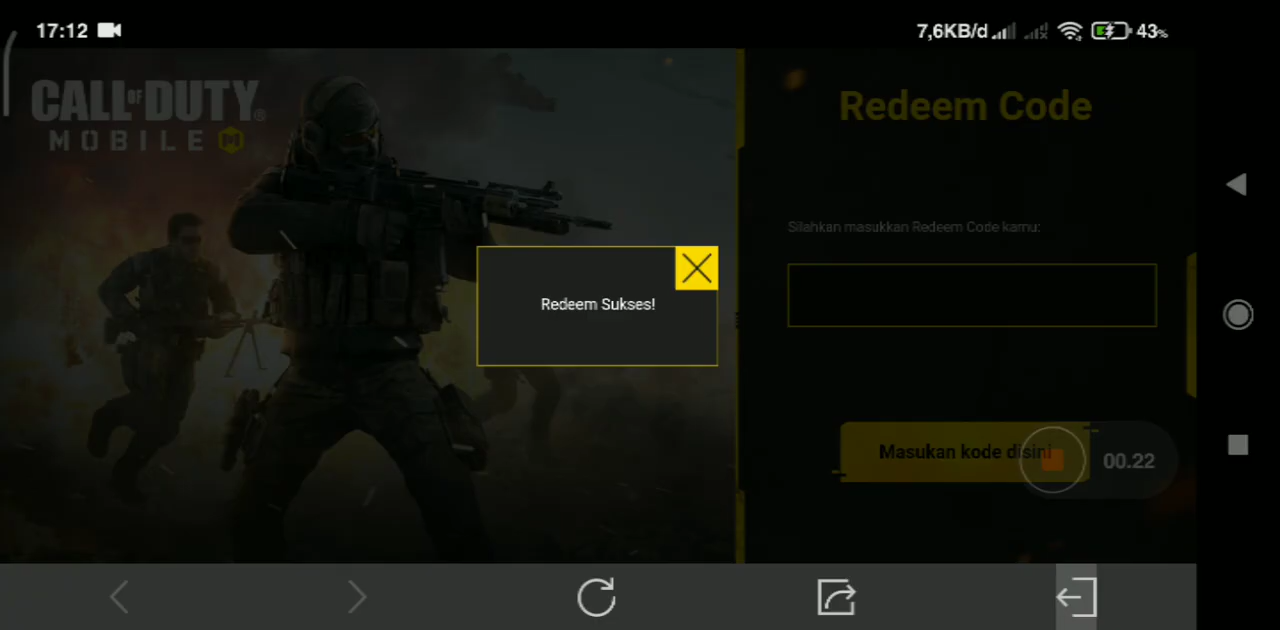 17:12
7,6KB/d
43%
CALL OF DUTY®
MOBILE
Redeem Code
Silahkan masukkan Redeem Code kamu:
Redeem Sukses!
Masukan kode disini
00.22